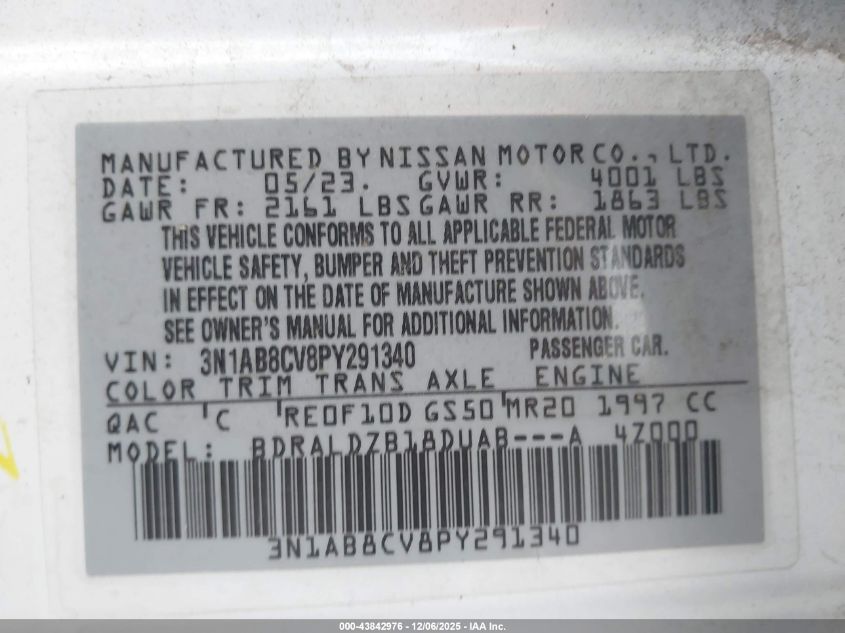 MANUFACTURED BY NISSAN MOTOR CO., LTD.
DATE: 05/23. GVWR: 4001 LBS
GAWR FR: 2161 LBS GAWR RR: 1863 LBS
THIS VEHICLE CONFORMS TO ALL APPLICABLE FEDERAL MOTOR
VEHICLE SAFETY, BUMPER AND THEFT PREVENTION STANDARDS
IN EFFECT ON THE DATE OF MANUFACTURE SHOWN ABOVE.
SEE OWNER'S MANUAL FOR ADDITIONAL INFORMATION.
VIN: 3N1AB8CV8PY291340 PASSENGER CAR.
COLOR TRIM TRANS AXLE ENGINE
QAC 'C 'RE0F10D GS50 'MR20 1997 CC
MODEL: BDRALDZB18DUAB---A 4Z000
3N1AB8CV8PY291340
000-43842976 - 12/06/2025 - IAA Inc.